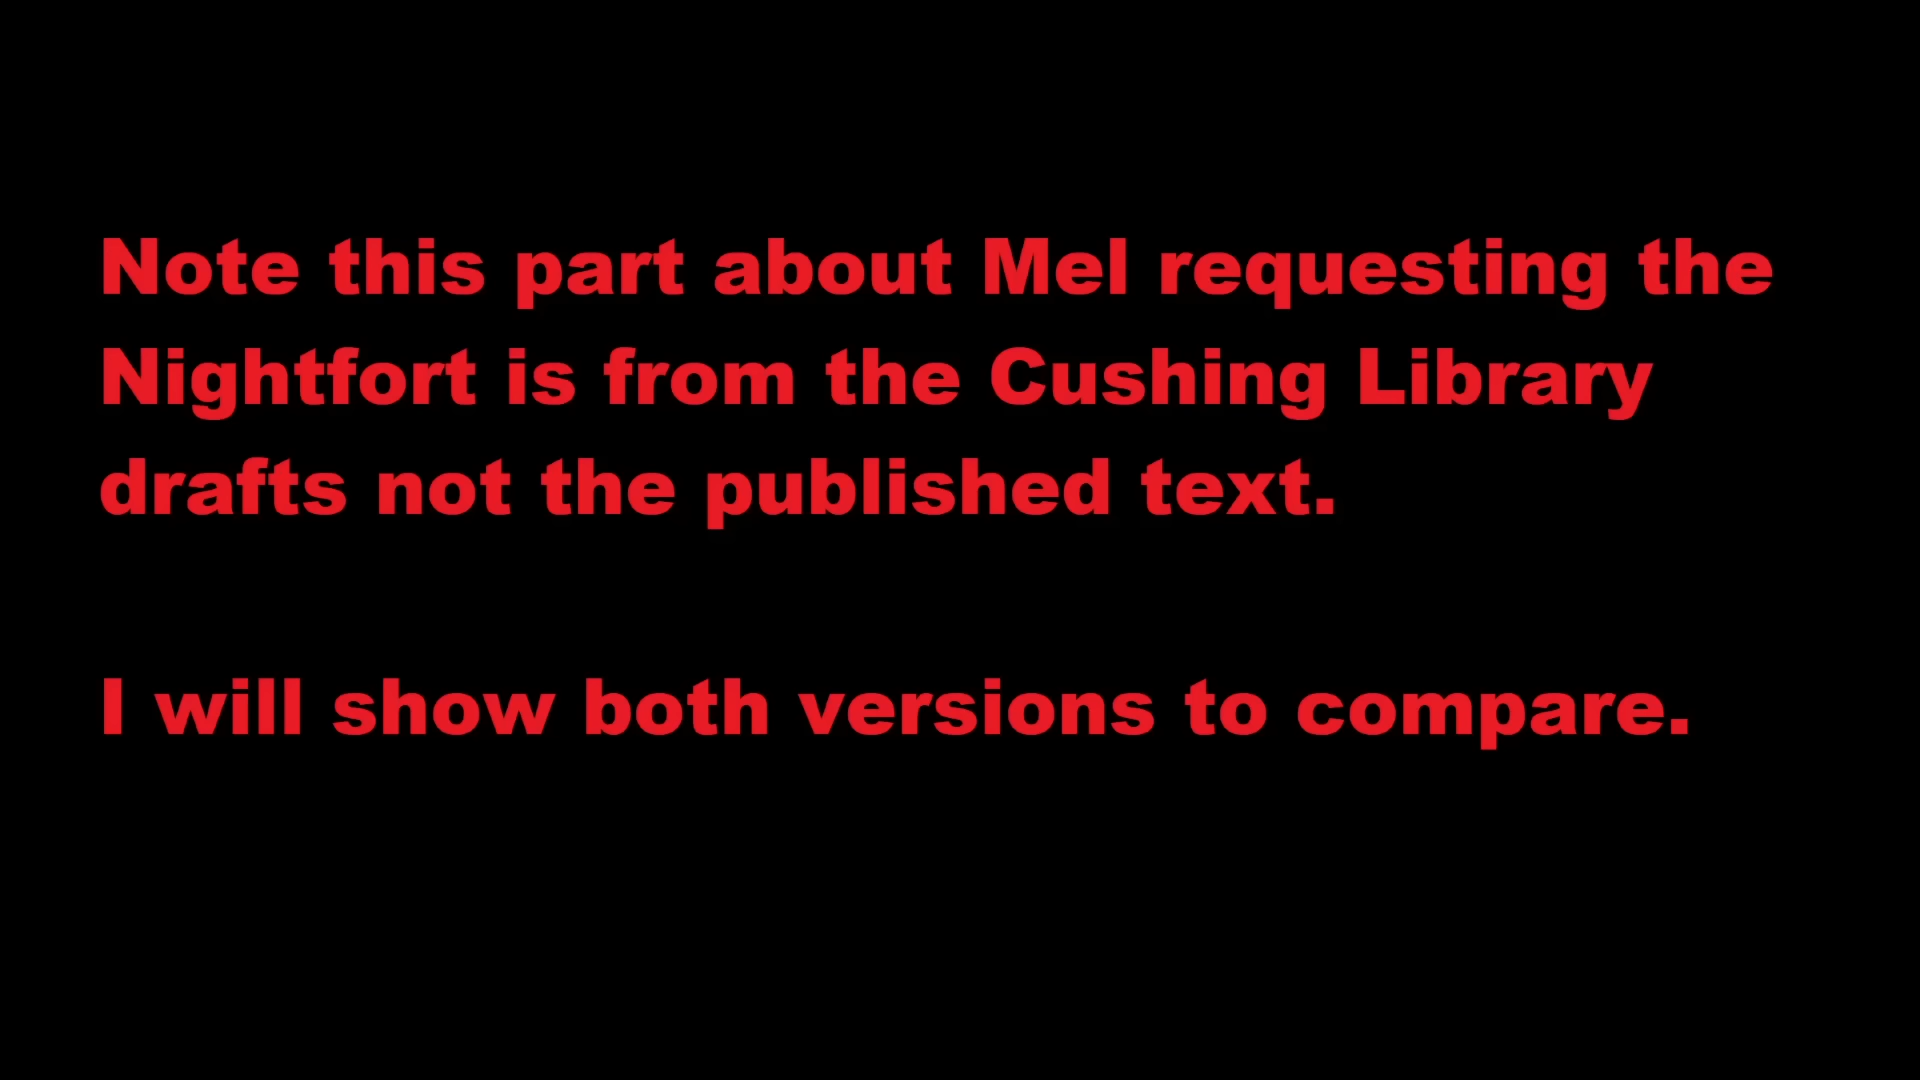 Note this part about Mel requesting the
Nightfort is from the Cushing Library
drafts not the published text.
I will show both versions to compare.